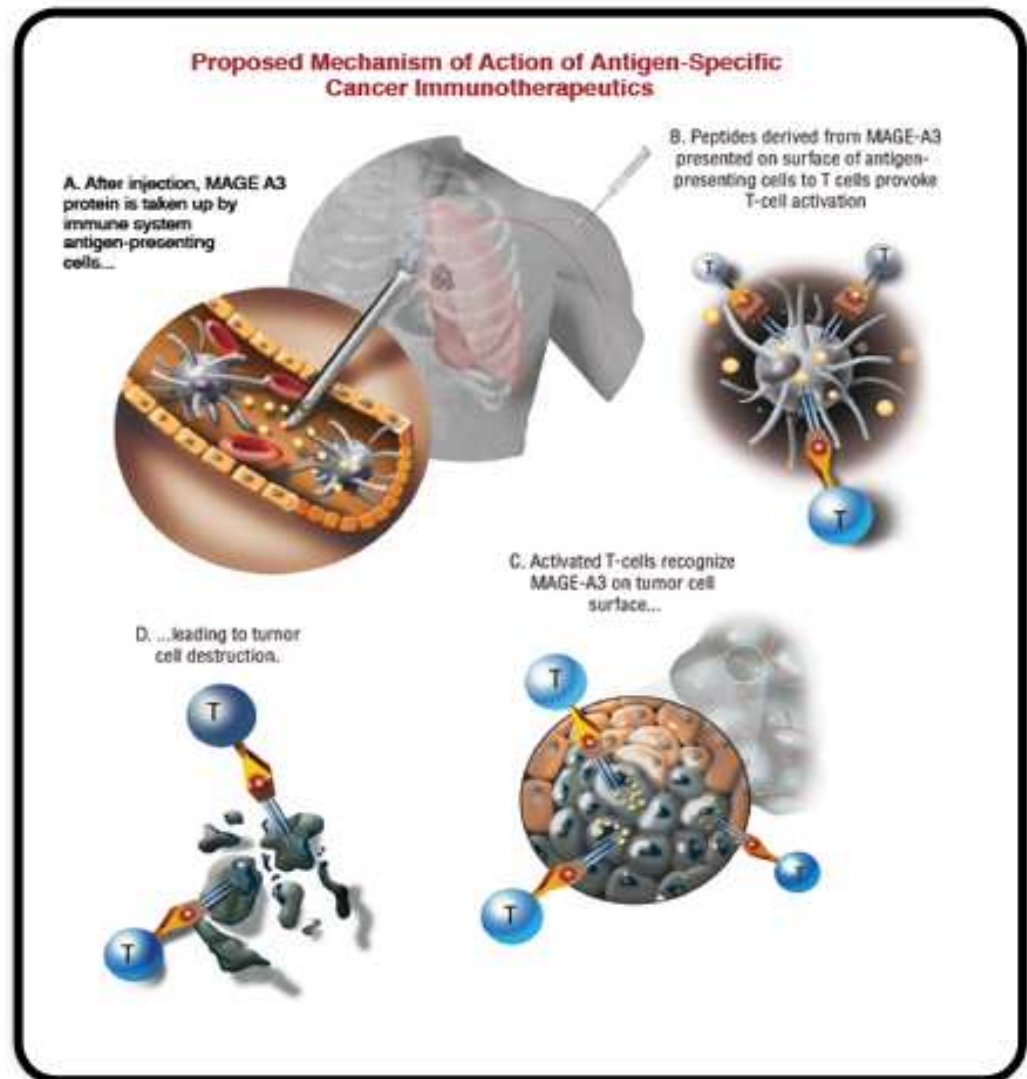 Proposed Mechanism of Action of Antigen-Specific
Cancer Immunotherapeutics
A. After injection, MAGE A3
protein is taken up by
immune system
antigen-presenting
cells...
B. Peptides derived from MAGE-A3
presented on surface of antigen-
presenting cells to T cells provoke
T-cell activation
T
T
T
C. Activated T-cells recognize
MAGE-A3 on tumor cell
surface...
T
T
T
D. ...leading to tumor
cell destruction.
T
T